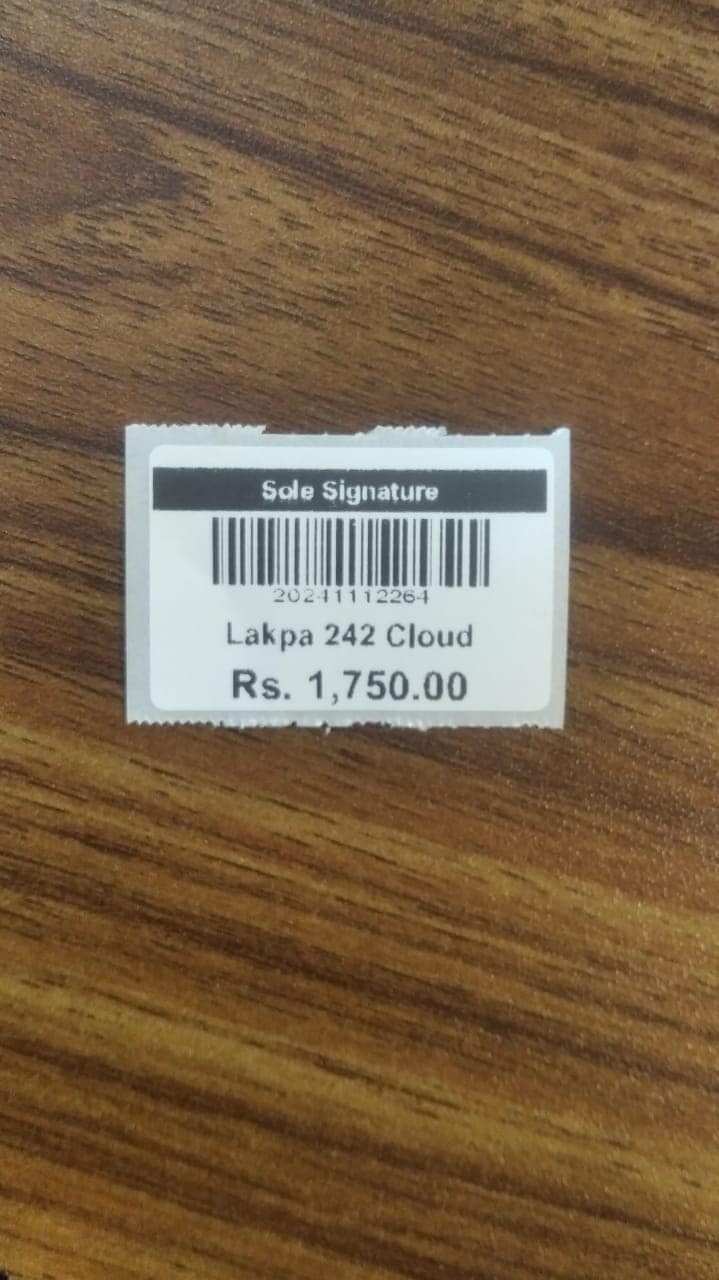 Sole Signature
20241112264
Lakpa 242 Cloud
Rs. 1,750.00